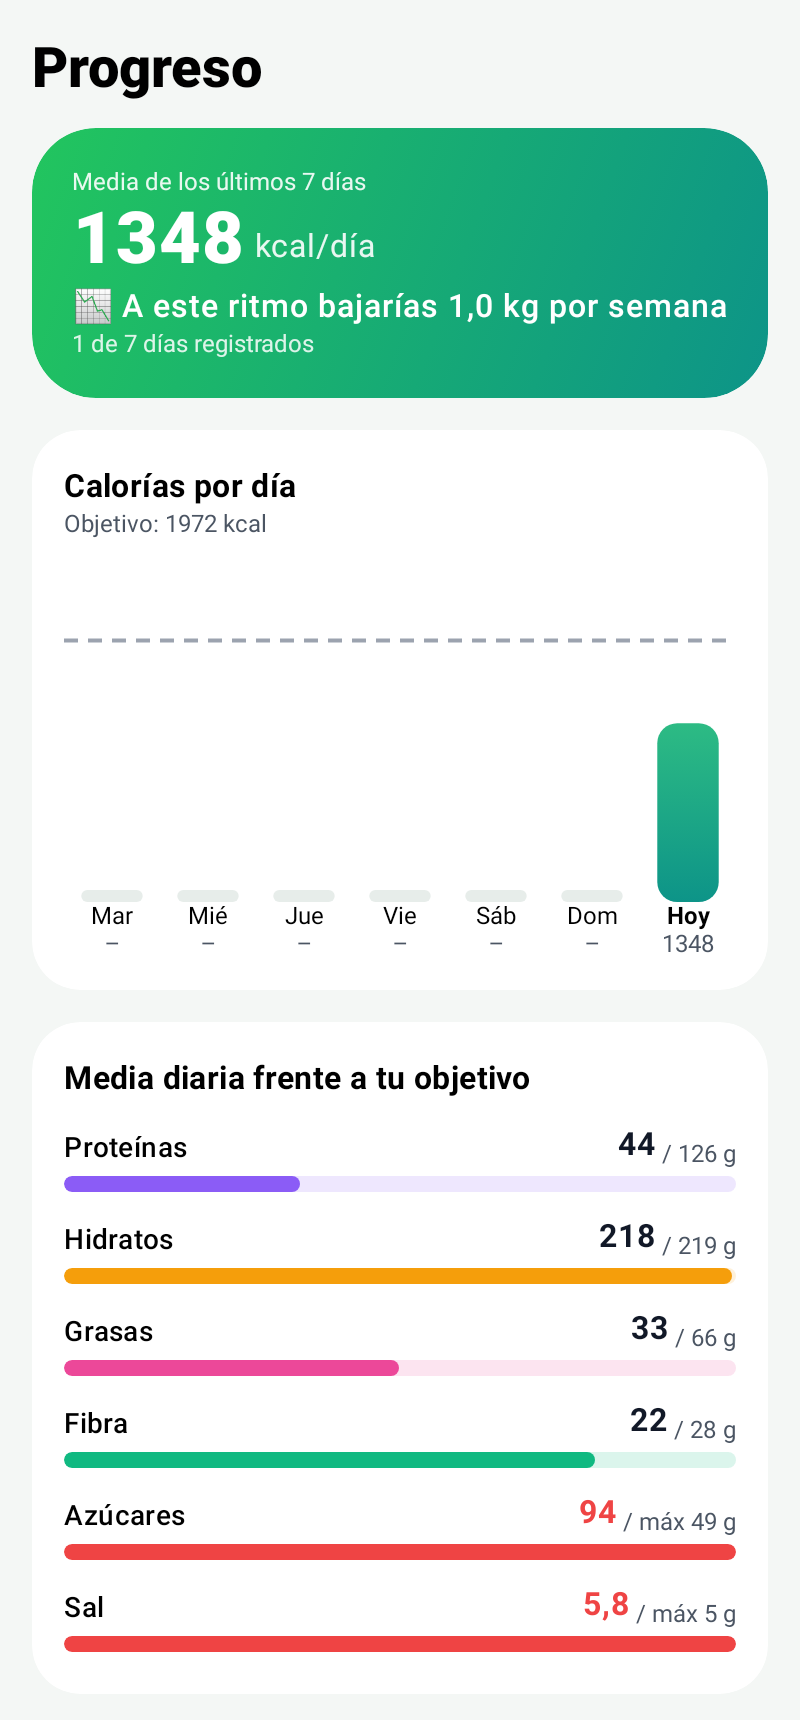 Progreso
Media de los últimos 7 días
1348 kcal/día
A este ritmo bajarías 1,0 kg por semana
1 de 7 días registrados
Calorías por día
Objetivo: 1972 kcal
Mar Mié Jue Vie Sáb Dom Hoy
– – – – – – 1348
Media diaria frente a tu objetivo
Proteínas 44 / 126 g
Hidratos 218 / 219 g
Grasas 33 / 66 g
Fibra 22 / 28 g
Azúcares 94 / máx 49 g
Sal 5,8 / máx 5 g